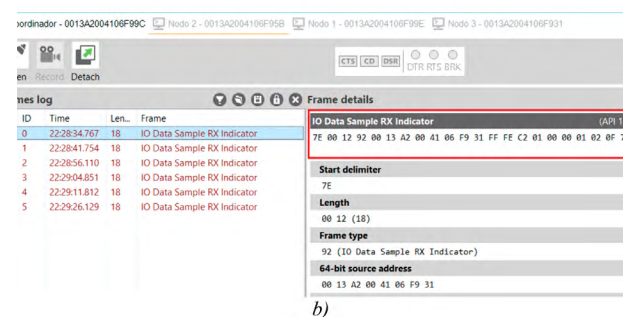 oordinador - 0013A2004106F99C Nodo 2 - 0013A2004106F95B Nodo 1 - 0013A2004106F99E Nodo 3 - 0013A2004106F931
en Record Detach
CTS CD DSR DTR RTS BRK
mes log
ID Time Len... Frame
0 22:28:34.767 18 IO Data Sample RX Indicator
1 22:28:41.754 18 IO Data Sample RX Indicator
2 22:28:56.110 18 IO Data Sample RX Indicator
3 22:29:04.851 18 IO Data Sample RX Indicator
4 22:29:11.812 18 IO Data Sample RX Indicator
5 22:29:26.129 18 IO Data Sample RX Indicator
Frame details
IO Data Sample RX Indicator (API 1
7E 00 12 92 00 13 A2 00 41 06 F9 31 FF FE C2 01 00 00 01 02 0F 7
Start delimiter
7E
Length
00 12 (18)
Frame type
92 (IO Data Sample RX Indicator)
64-bit source address
00 13 A2 00 41 06 F9 31
b)